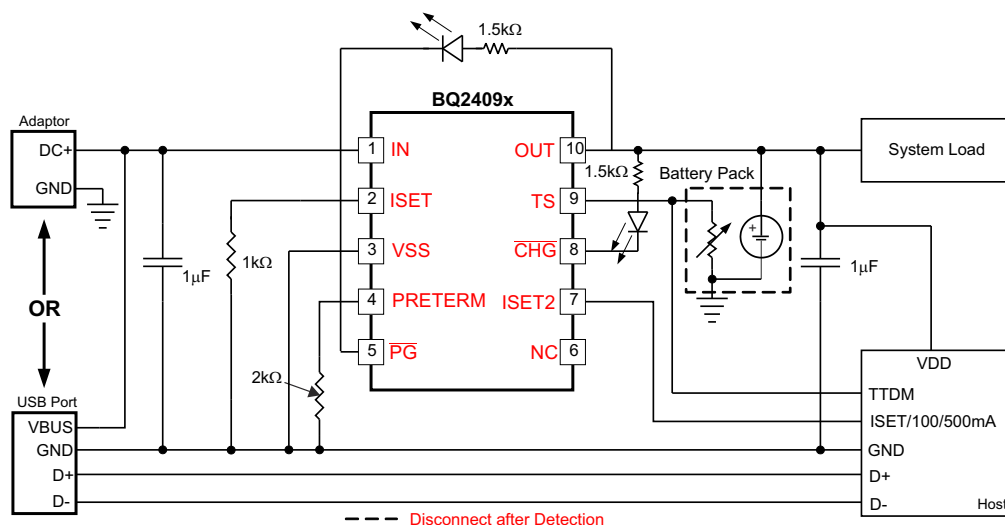 1.5kΩ
BQ2409x
Adaptor
DC+
GND
1 IN
OUT 10
System Load
1.5kΩ
Battery Pack
2 ISET
TS 9
+
OR
1μF
1kΩ
3 VSS
CHG 8
1μF
4 PRETERM
ISET2 7
5 PG
NC 6
VDD
2kΩ
TTDM
USB Port
VBUS
ISET/100/500mA
GND
GND
D+
D+
D-
D-
Host
Disconnect after Detection